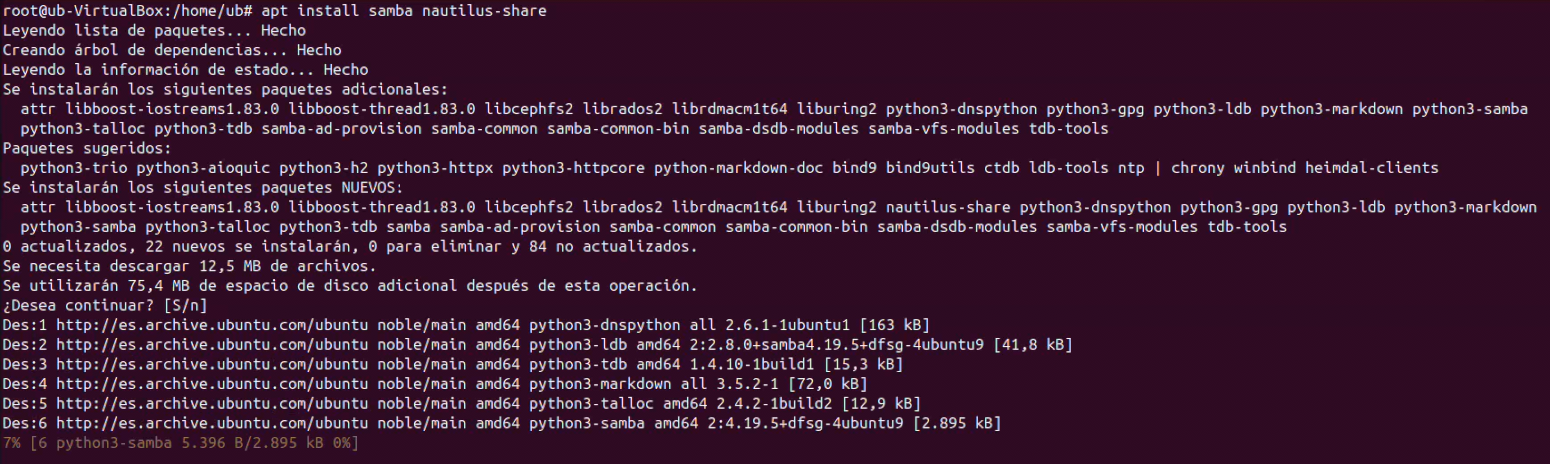 root@ub-VirtualBox:/home/ub# apt install samba nautilus-share
Leyendo lista de paquetes... Hecho
Creando árbol de dependencias... Hecho
Leyendo la información de estado... Hecho
Se instalarán los siguientes paquetes adicionales:
  attr libboost-iostreams1.83.0 libboost-thread1.83.0 libcephfs2 librados2 librdmacm1t64 liburing2 python3-dnspython python3-gpg python3-ldb python3-markdown python3-samba
  python3-talloc python3-tdb samba-ad-provision samba-common samba-common-bin samba-dsdb-modules samba-vfs-modules tdb-tools
Paquetes sugeridos:
  python3-trio python3-aioquic python3-h2 python3-httpx python3-httpcore python-markdown-doc bind9 bind9utils ctdb ldb-tools ntp | chrony winbind heimdal-clients
Se instalarán los siguientes paquetes NUEVOS:
  attr libboost-iostreams1.83.0 libboost-thread1.83.0 libcephfs2 librados2 librdmacm1t64 liburing2 nautilus-share python3-dnspython python3-gpg python3-ldb python3-markdown
  python3-samba python3-talloc python3-tdb samba samba-ad-provision samba-common samba-common-bin samba-dsdb-modules samba-vfs-modules tdb-tools
0 actualizados, 22 nuevos se instalarán, 0 para eliminar y 84 no actualizados.
Se necesita descargar 12,5 MB de archivos.
Se utilizarán 75,4 MB de espacio de disco adicional después de esta operación.
¿Desea continuar? [S/n]
Des:1 http://es.archive.ubuntu.com/ubuntu noble/main amd64 python3-dnspython all 2.6.1-1ubuntu1 [163 kB]
Des:2 http://es.archive.ubuntu.com/ubuntu noble/main amd64 python3-ldb amd64 2:2.8.0+samba4.19.5+dfsg-4ubuntu9 [41,8 kB]
Des:3 http://es.archive.ubuntu.com/ubuntu noble/main amd64 python3-tdb amd64 1.4.10-1build1 [15,3 kB]
Des:4 http://es.archive.ubuntu.com/ubuntu noble/main amd64 python3-markdown all 3.5.2-1 [72,0 kB]
Des:5 http://es.archive.ubuntu.com/ubuntu noble/main amd64 python3-talloc amd64 2.4.2-1build2 [12,9 kB]
Des:6 http://es.archive.ubuntu.com/ubuntu noble/main amd64 python3-samba amd64 2:4.19.5+dfsg-4ubuntu9 [2.895 kB]
7% [6 python3-samba 5.396 B/2.895 kB 0%]